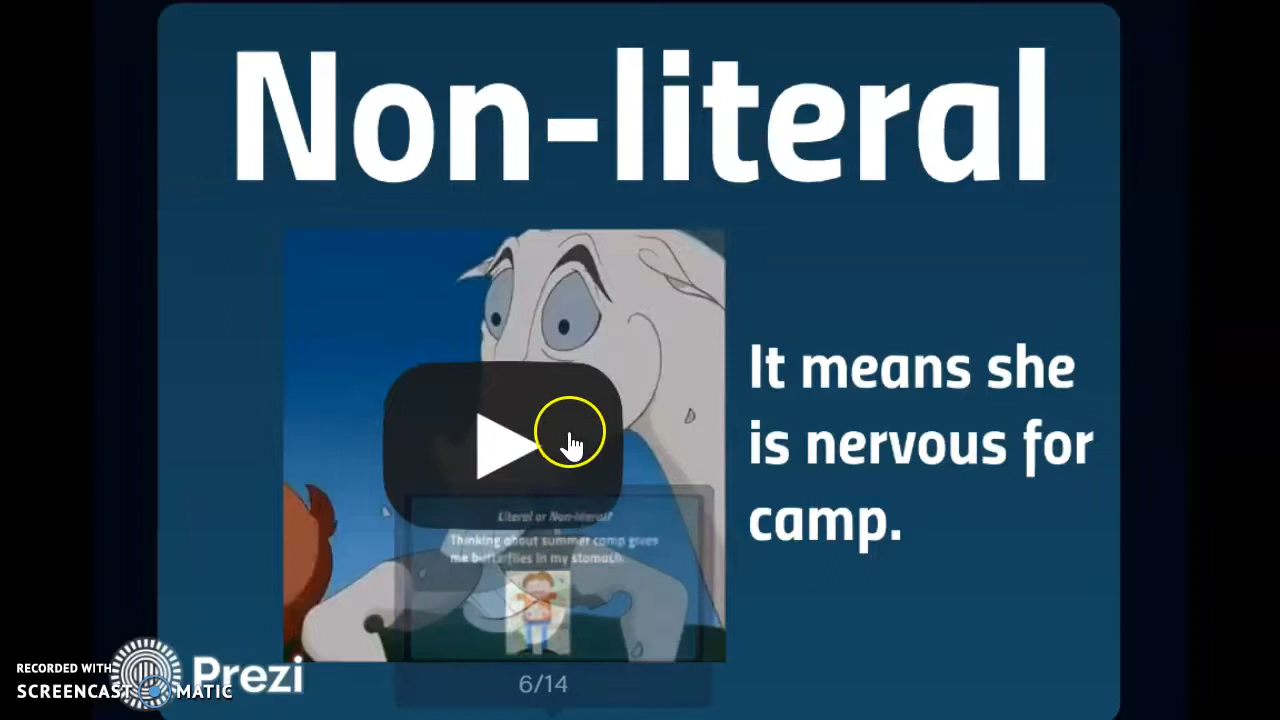 Non-literal
It means she
is nervous for
camp.
Literal or Non-literal?
Thinking about summer camp gives
me butterflies in my stomach.
6/14
RECORDED WITH
SCREENCAST MATIC
Prezi